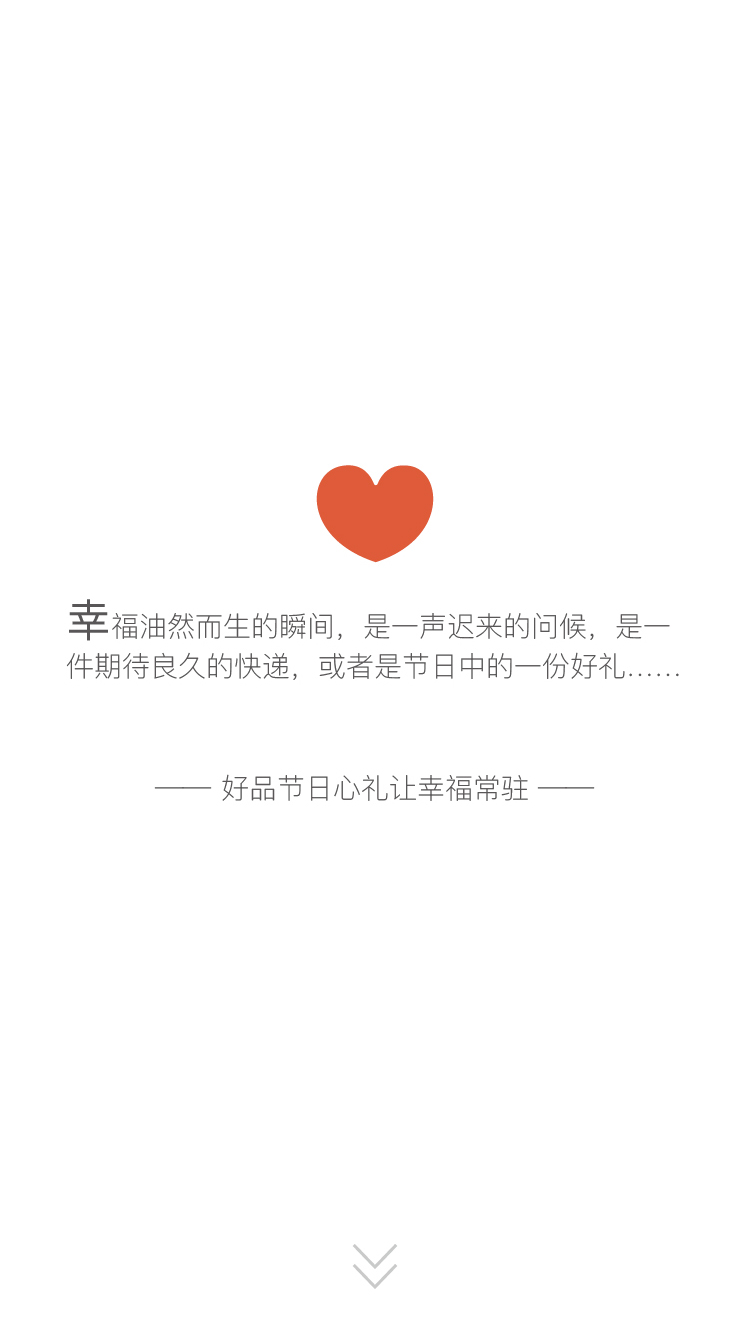 幸福油然而生的瞬间，是一声迟来的问候，是一
件期待良久的快递，或者是节日中的一份好礼……
—— 好品节日心礼让幸福常驻 ——